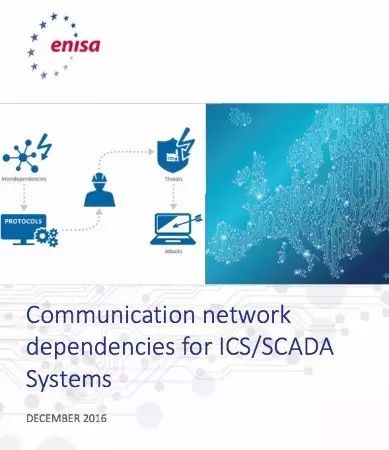 enisa
Interdependencies
Threats
PROTOCOLS
Attacks
Communication network
dependencies for ICS/SCADA
Systems
DECEMBER 2016